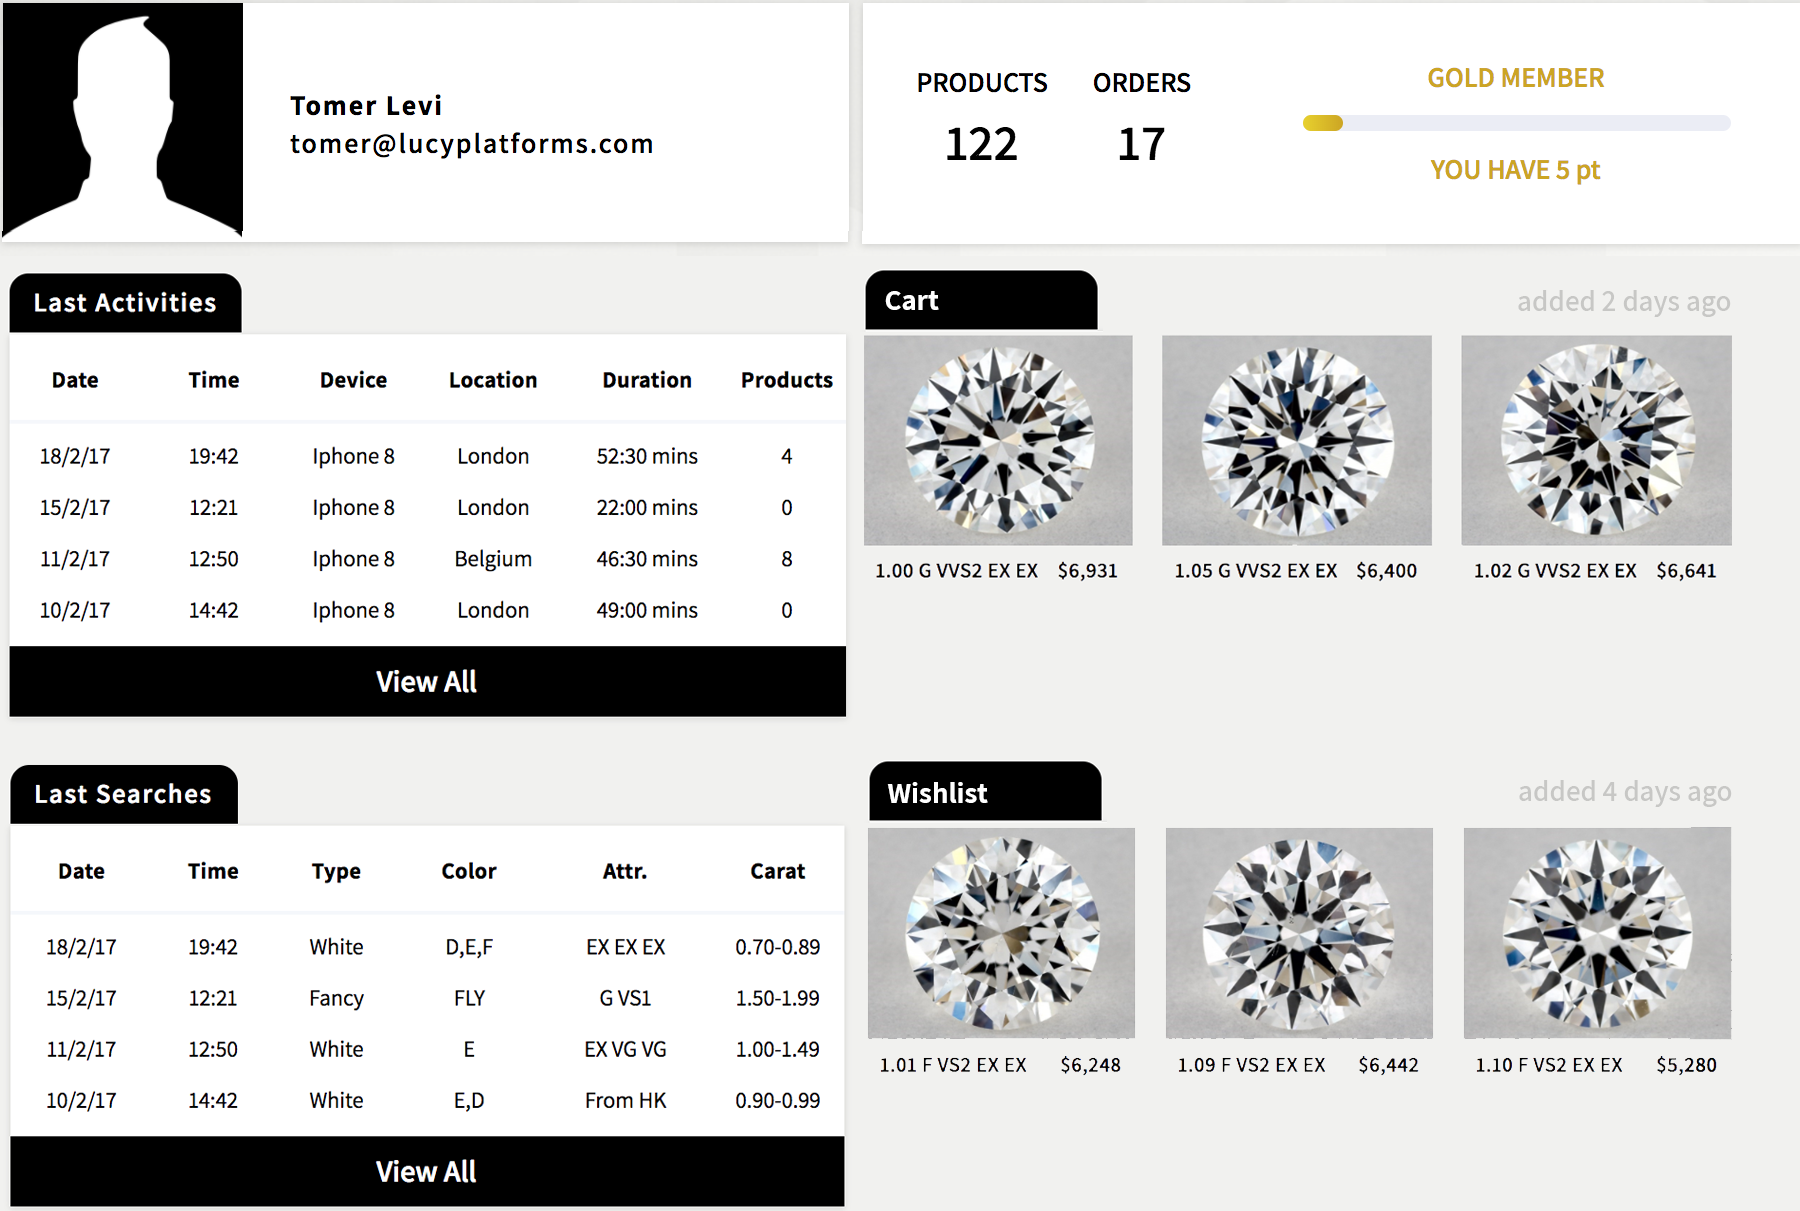 Tomer Levi
tomer@lucyplatforms.com
PRODUCTS ORDERS
122 17
GOLD MEMBER
YOU HAVE 5 pt
Last Activities
Date Time Device Location Duration Products
18/2/17 19:42 Iphone 8 London 52:30 mins 4
15/2/17 12:21 Iphone 8 London 22:00 mins 0
11/2/17 12:50 Iphone 8 Belgium 46:30 mins 8
10/2/17 14:42 Iphone 8 London 49:00 mins 0
View All
Cart added 2 days ago
1.00 G VVS2 EX EX $6,931 1.05 G VVS2 EX EX $6,400 1.02 G VVS2 EX EX $6,641
Last Searches
Date Time Type Color Attr. Carat
18/2/17 19:42 White D,E,F EX EX EX 0.70-0.89
15/2/17 12:21 Fancy FLY G VS1 1.50-1.99
11/2/17 12:50 White E EX VG VG 1.00-1.49
10/2/17 14:42 White E,D From HK 0.90-0.99
View All
Wishlist added 4 days ago
1.01 F VS2 EX EX $6,248 1.09 F VS2 EX EX $6,442 1.10 F VS2 EX EX $5,280